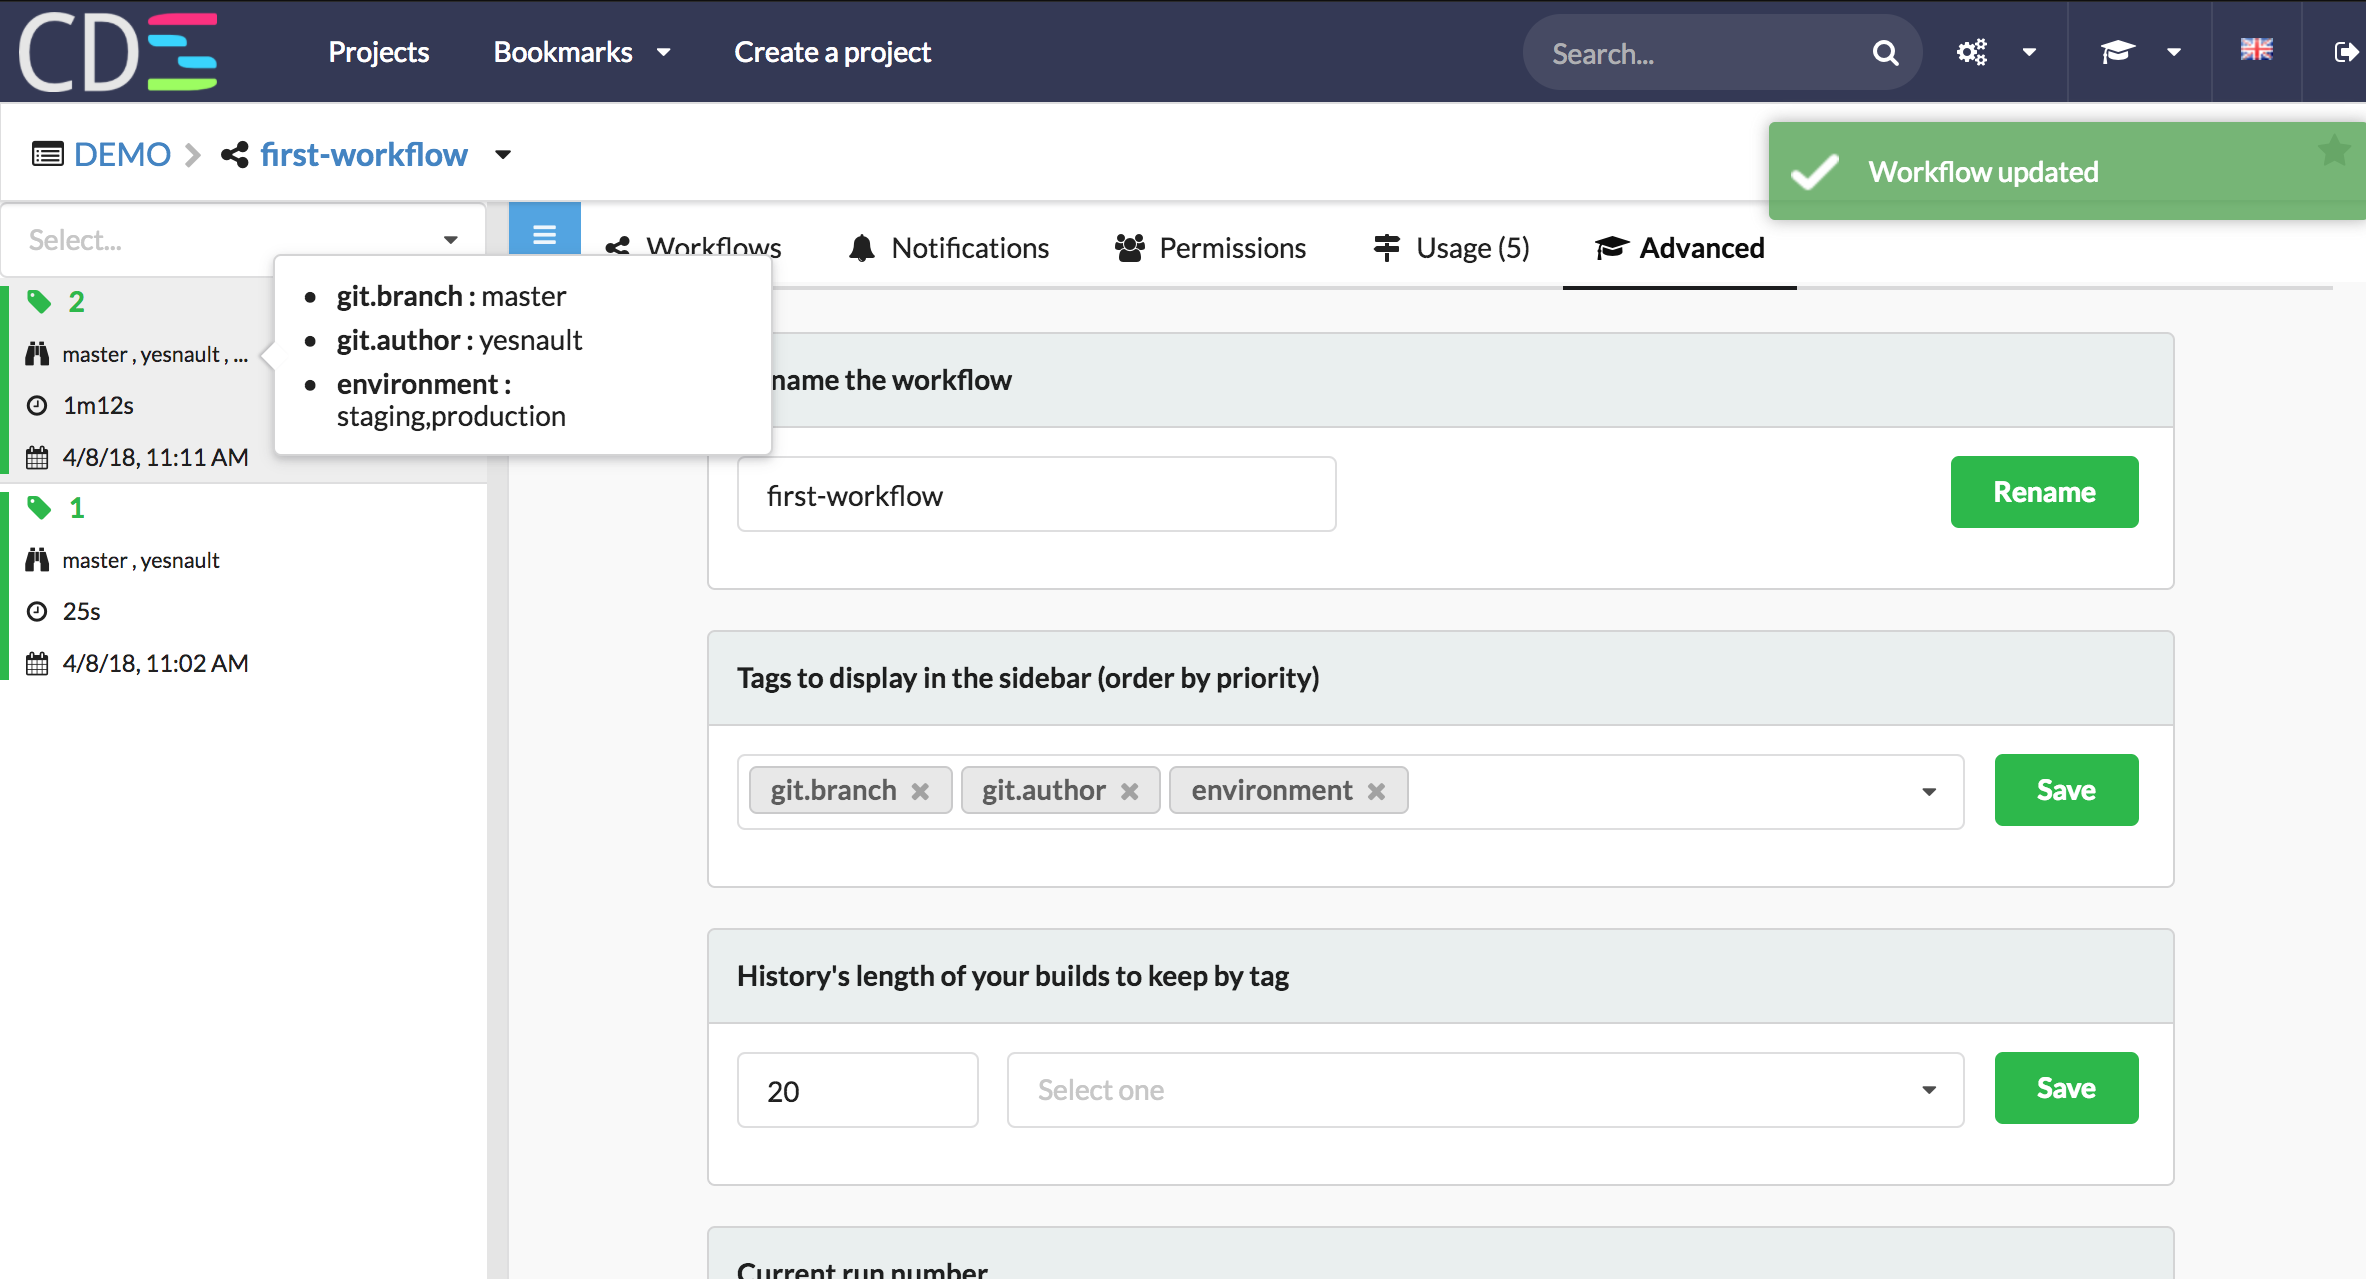 CDE
Projects
Bookmarks
Create a project
Search...
DEMO
first-workflow
Workflow updated
Select...
Workflows
Notifications
Permissions
Usage (5)
Advanced
2
master , yesnault , ...
1m12s
4/8/18, 11:11 AM
git.branch : master
git.author : yesnault
environment :
staging,production
1
master , yesnault
25s
4/8/18, 11:02 AM
name the workflow
first-workflow
Rename
Tags to display in the sidebar (order by priority)
git.branch
git.author
environment
Save
History's length of your builds to keep by tag
20
Select one
Save
Current run number